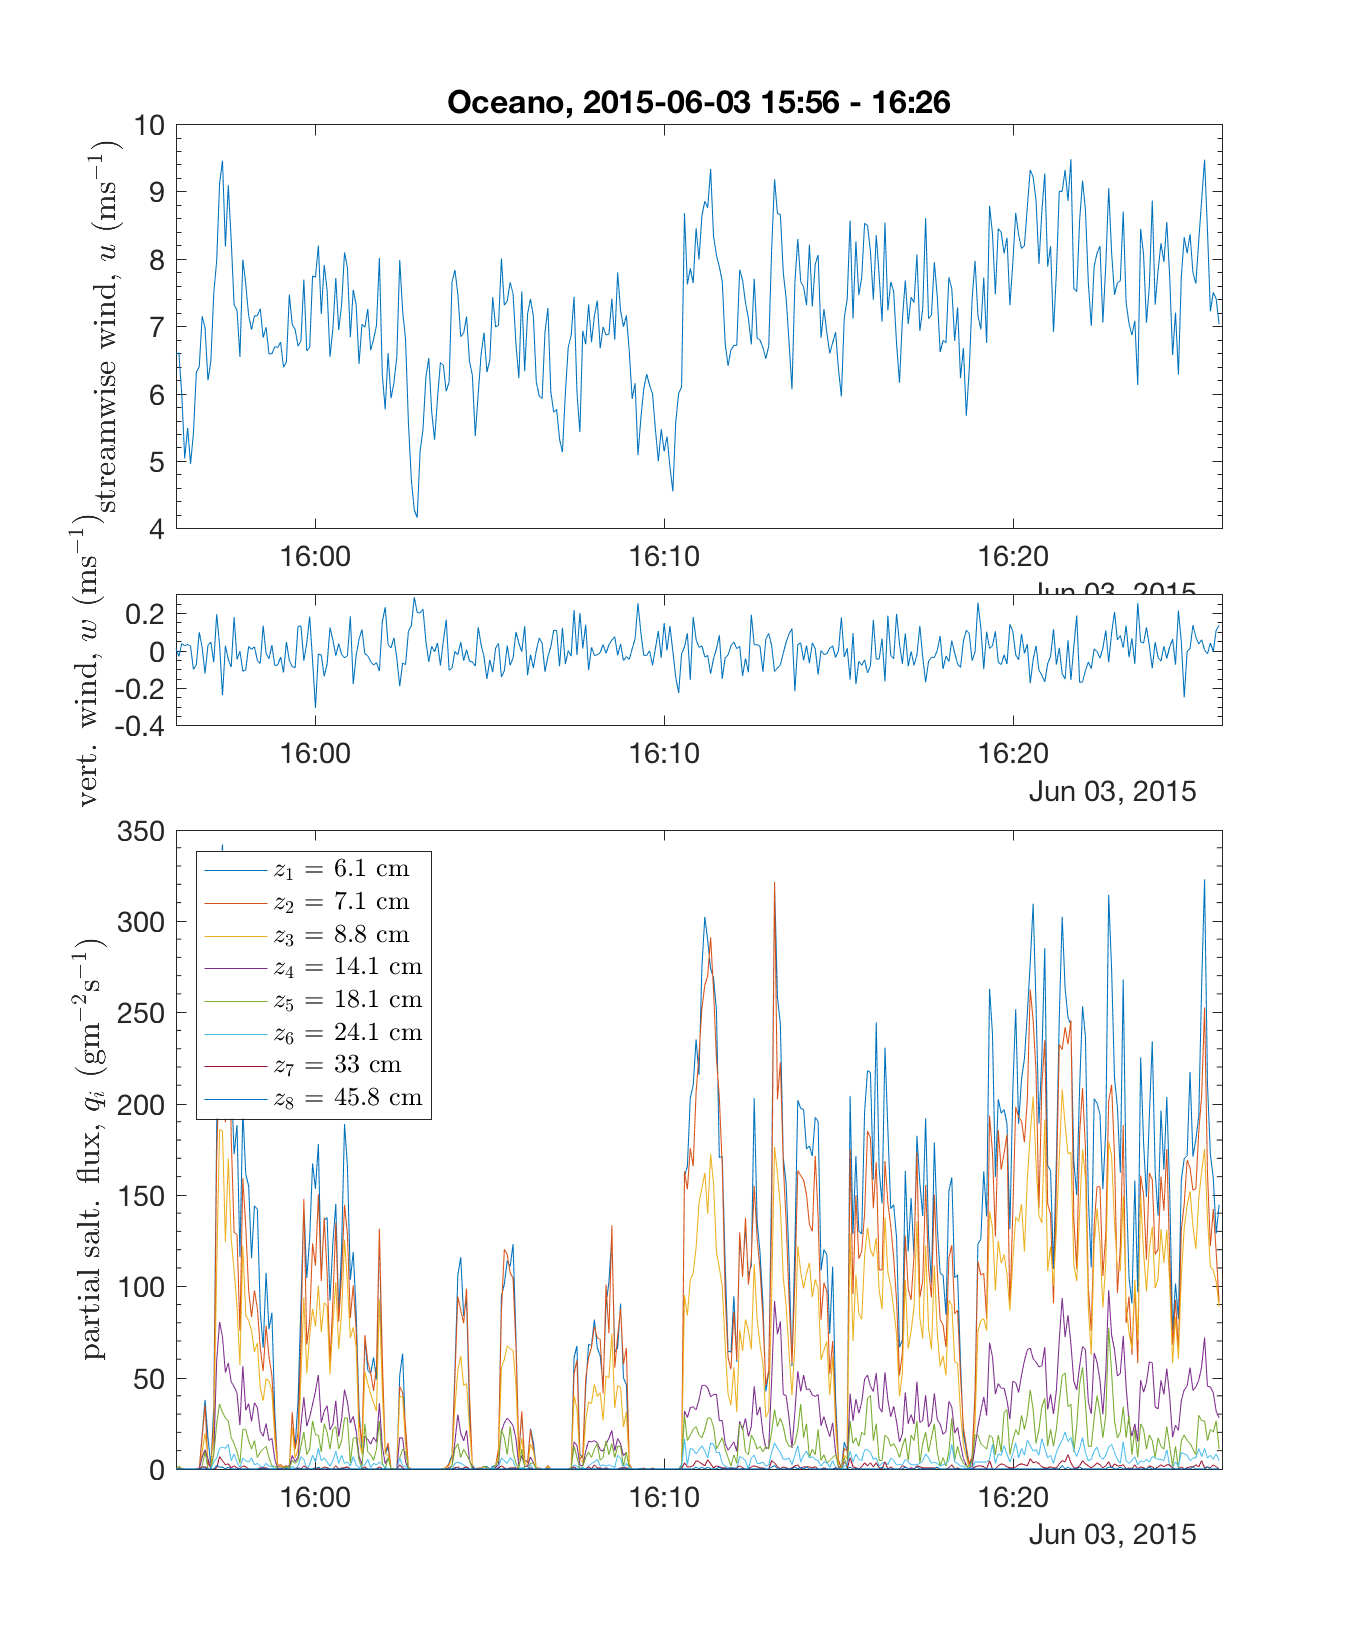 Oceano, 2015-06-03 15:56 - 16:26
streamwise wind, u (ms⁻¹)
10
9
8
7
6
5
4
16:00 16:10 16:20
Jun 03, 2015
vert. wind, w (ms⁻¹)
0.2
0
-0.2
-0.4
16:00 16:10 16:20
Jun 03, 2015
partial salt. flux, qᵢ (gm⁻²s⁻¹)
350
300
250
200
150
100
50
0
z₁ = 6.1 cm
z₂ = 7.1 cm
z₃ = 8.8 cm
z₄ = 14.1 cm
z₅ = 18.1 cm
z₆ = 24.1 cm
z₇ = 33 cm
z₈ = 45.8 cm
16:00 16:10 16:20
Jun 03, 2015